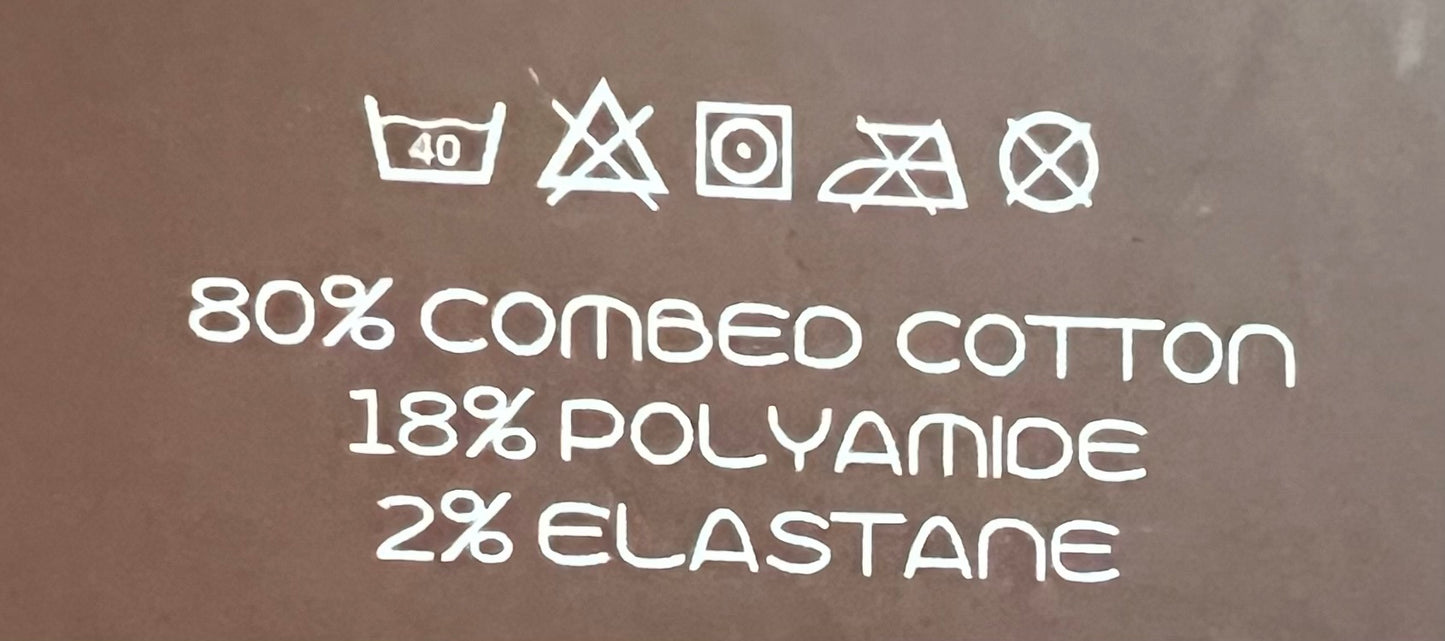 40
80% COMBED COTTON
18% POLYAMIDE
2% ELASTANE